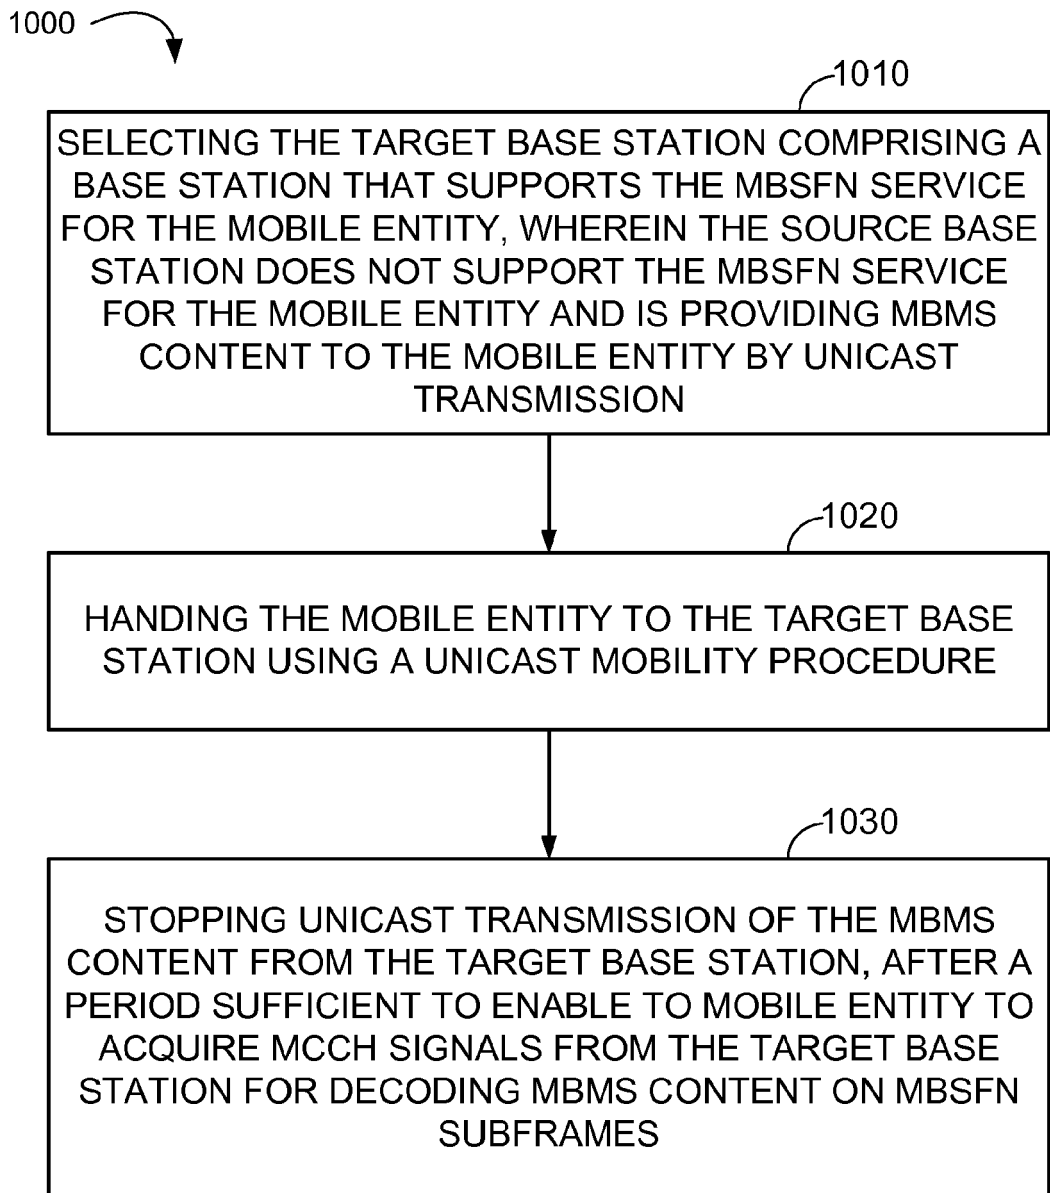 1000
1010
SELECTING THE TARGET BASE STATION COMPRISING A
BASE STATION THAT SUPPORTS THE MBSFN SERVICE
FOR THE MOBILE ENTITY, WHEREIN THE SOURCE BASE
STATION DOES NOT SUPPORT THE MBSFN SERVICE
FOR THE MOBILE ENTITY AND IS PROVIDING MBMS
CONTENT TO THE MOBILE ENTITY BY UNICAST
TRANSMISSION
1020
HANDING THE MOBILE ENTITY TO THE TARGET BASE
STATION USING A UNICAST MOBILITY PROCEDURE
1030
STOPPING UNICAST TRANSMISSION OF THE MBMS
CONTENT FROM THE TARGET BASE STATION, AFTER A
PERIOD SUFFICIENT TO ENABLE TO MOBILE ENTITY TO
ACQUIRE MCCH SIGNALS FROM THE TARGET BASE
STATION FOR DECODING MBMS CONTENT ON MBSFN
SUBFRAMES